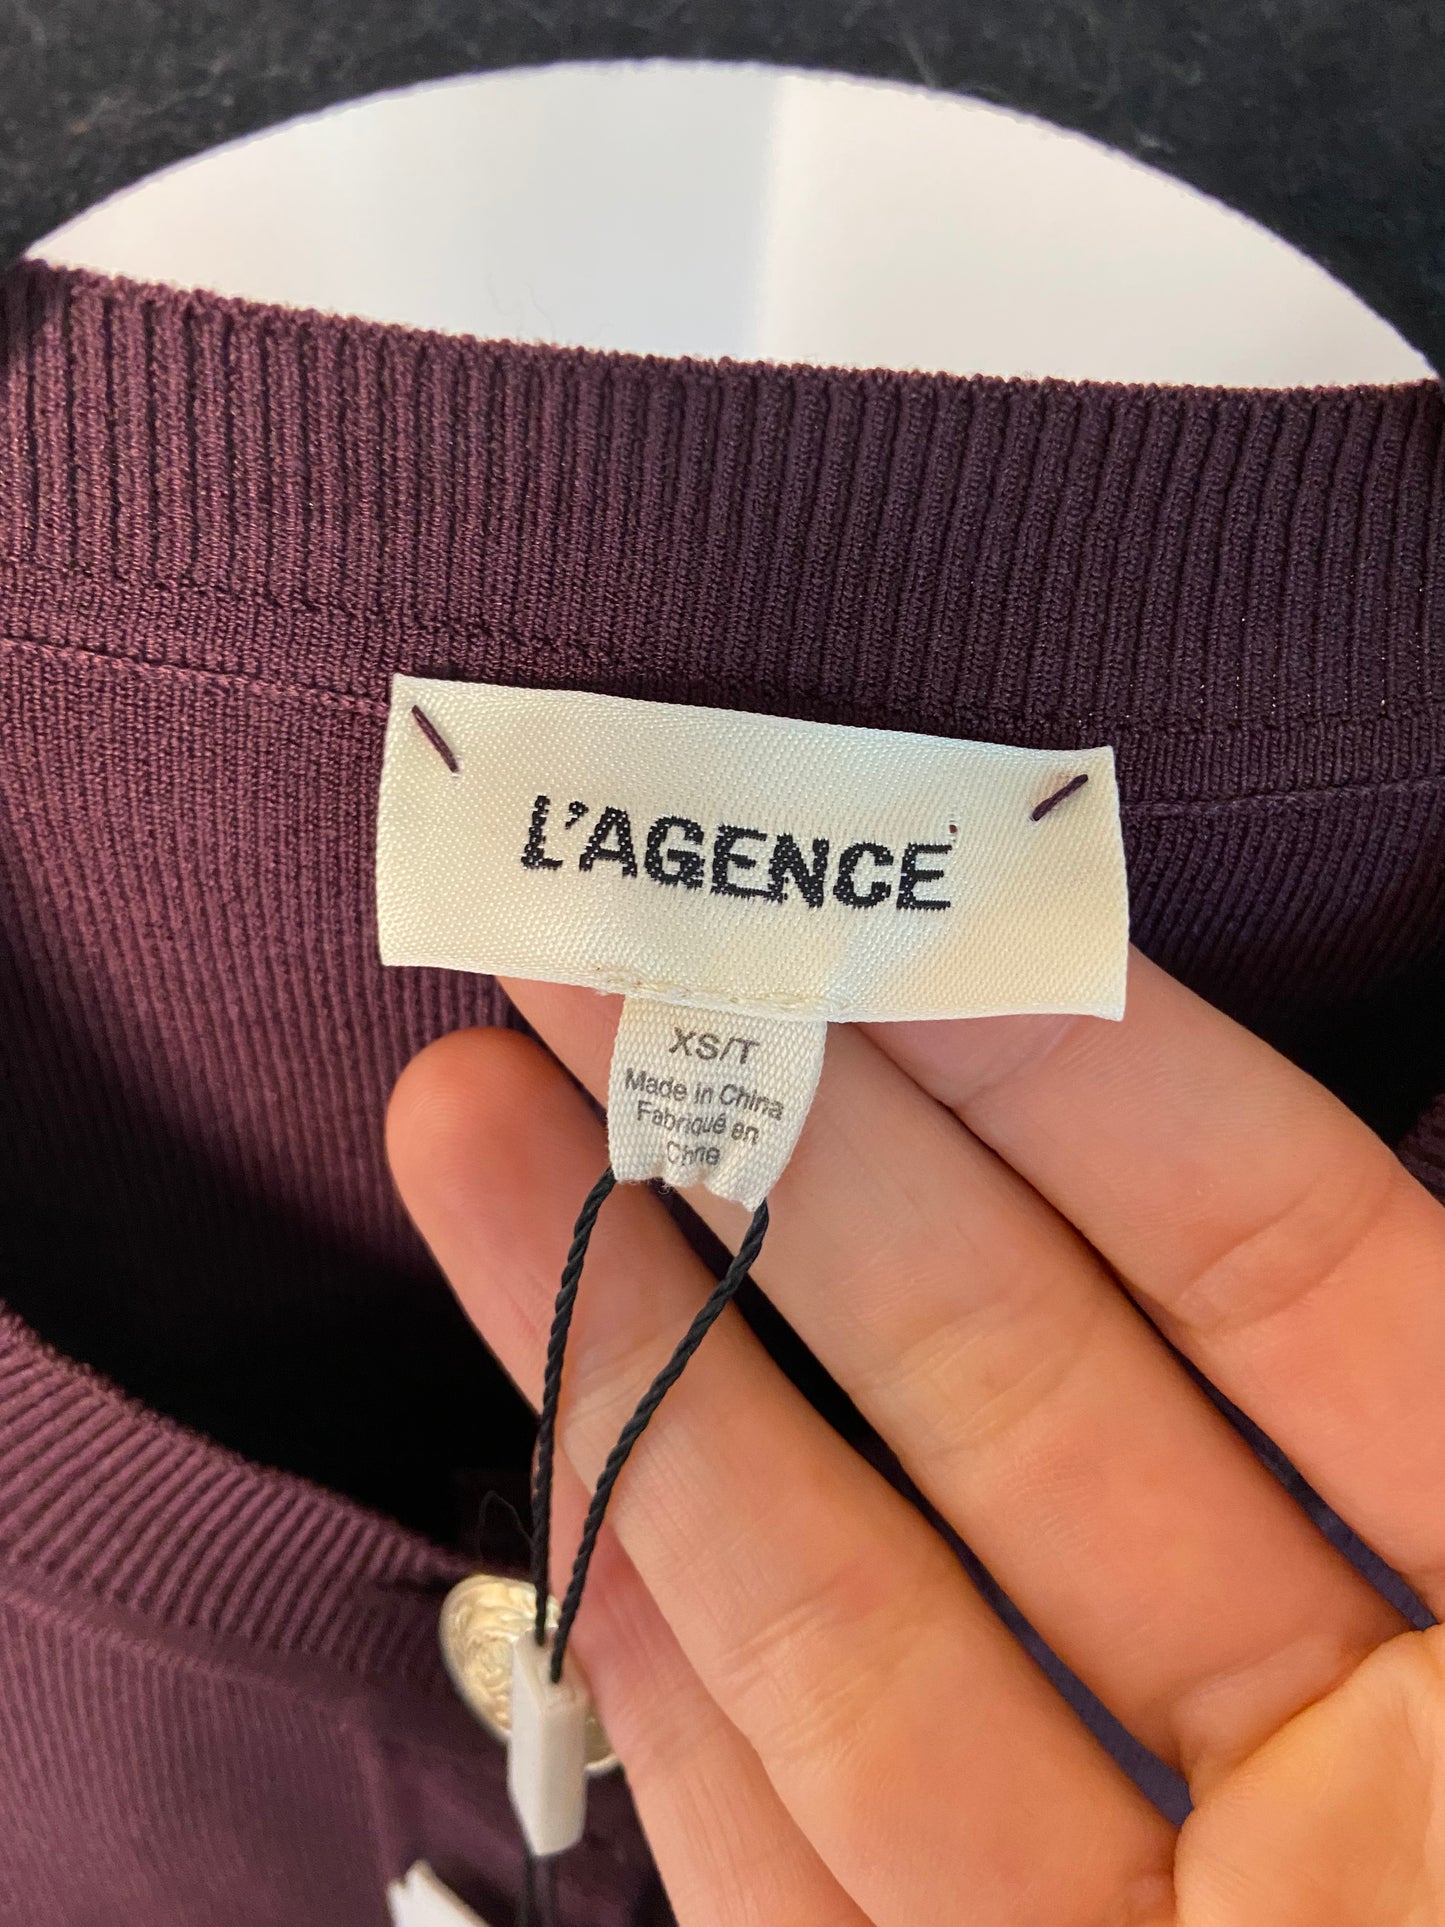 L'AGENCE
XS/T
Made in China
Fabriqué en
Chine